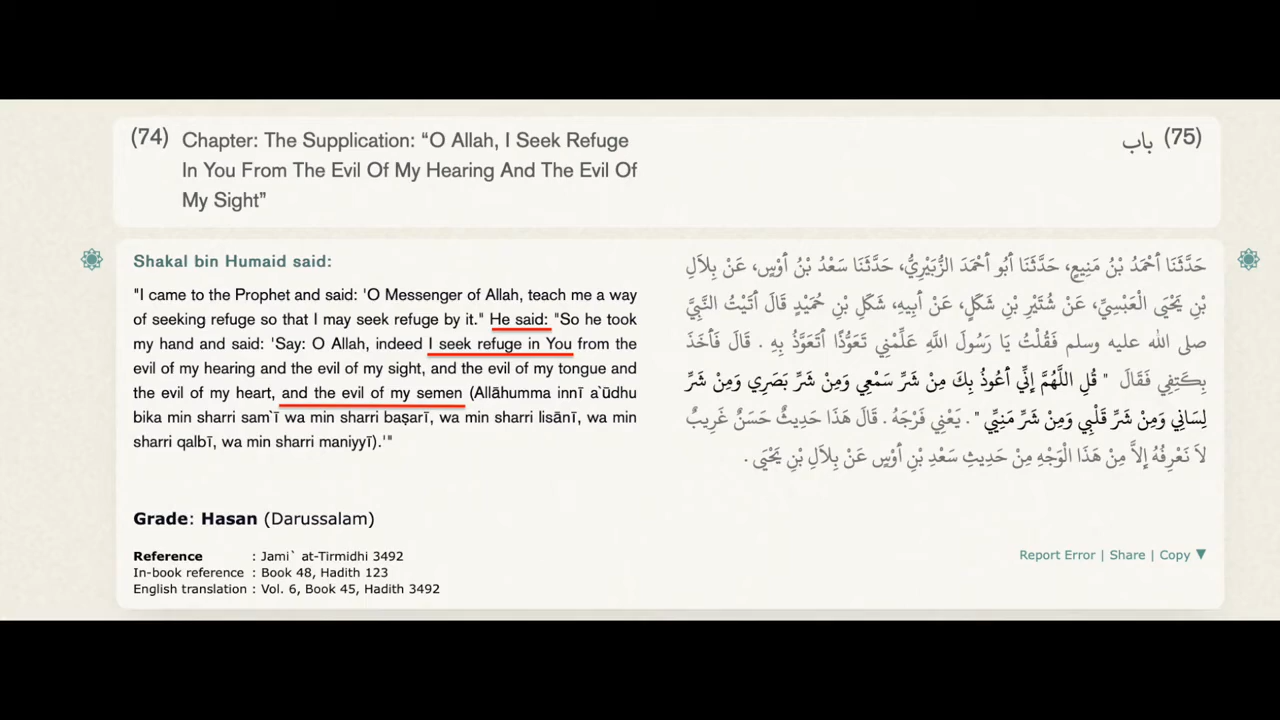 (74) Chapter: The Supplication: “O Allah, I Seek Refuge
In You From The Evil Of My Hearing And The Evil Of
My Sight”
(75) باب
Shakal bin Humaid said:
"I came to the Prophet and said: 'O Messenger of Allah, teach me a way
of seeking refuge so that I may seek refuge by it." He said: "So he took
my hand and said: 'Say: O Allah, indeed I seek refuge in You from the
evil of my hearing and the evil of my sight, and the evil of my tongue and
the evil of my heart, and the evil of my semen (Allāhumma innī a`ūdhu
bika min sharri sam`ī wa min sharri baṣarī, wa min sharri lisānī, wa min
sharri qalbī, wa min sharri maniyyī).'"
حَدَّثَنَا أَحْمَدُ بْنُ مَنِيعٍ، حَدَّثَنَا أَبُو أَحْمَدَ الزُّبَيْرِيُّ، حَدَّثَنَا سَعْدُ بْنُ أَوْسٍ، عَنْ بِلاَلِ
بْنِ يَحْيَى الْعَبْسِيِّ، عَنْ شُتَيْرِ بْنِ شَكَلٍ، عَنْ أَبِيهِ، شَكَلِ بْنِ حُمَيْدٍ قَالَ أَتَيْتُ النَّبِيَّ
صلى الله عليه وسلم فَقُلْتُ يَا رَسُولَ اللَّهِ عَلِّمْنِي تَعَوُّذًا أَتَعَوَّذُ بِهِ . قَالَ فَأَخَذَ
بِكَتِفِي فَقَالَ " قُلِ اللَّهُمَّ إِنِّي أَعُوذُ بِكَ مِنْ شَرِّ سَمْعِي وَمِنْ شَرِّ بَصَرِي وَمِنْ شَرِّ
لِسَانِي وَمِنْ شَرِّ قَلْبِي وَمِنْ شَرِّ مَنِيِّي " . يَعْنِي فَرْجَهُ . قَالَ هَذَا حَدِيثٌ حَسَنٌ غَرِيبٌ
لاَ نَعْرِفُهُ إِلاَّ مِنْ هَذَا الْوَجْهِ مِنْ حَدِيثِ سَعْدِ بْنِ أَوْسٍ عَنْ بِلاَلِ بْنِ يَحْيَى .
Grade: Hasan (Darussalam)
Reference : Jami` at-Tirmidhi 3492
In-book reference : Book 48, Hadith 123
English translation : Vol. 6, Book 45, Hadith 3492
Report Error | Share | Copy ▼